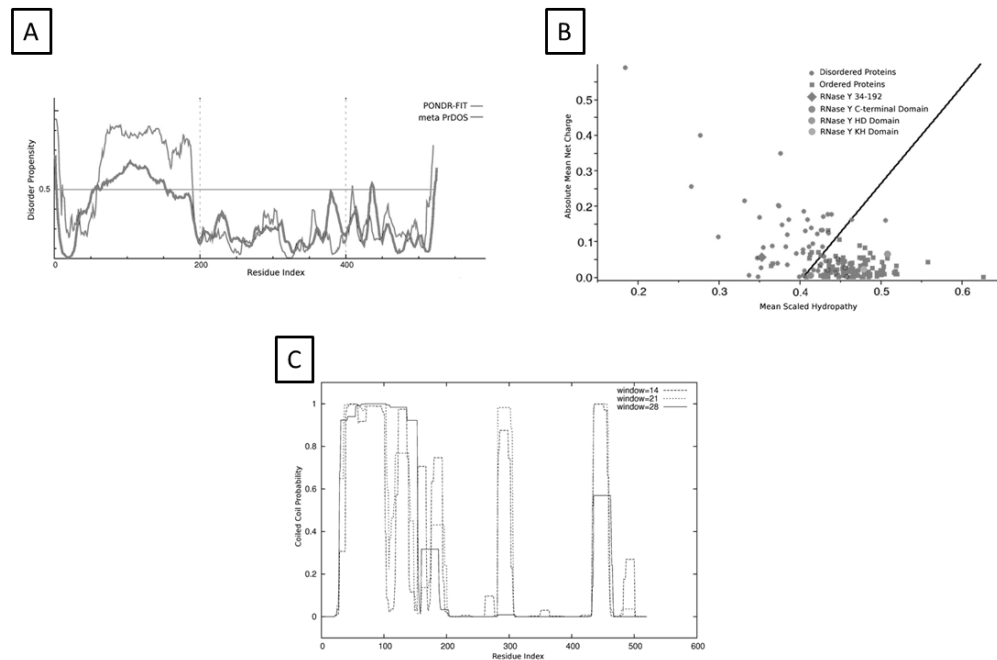 A
PONDR-FIT
meta PrDOS
Disorder Propensity
0.5
0
200
400
Residue Index
B
Disordered Proteins
Ordered Proteins
RNase Y 34-192
RNase Y C-terminal Domain
RNase Y HD Domain
RNase Y KH Domain
Absolute Mean Net Charge
0.5
0.4
0.3
0.2
0.1
0.0
0.2
0.3
0.4
0.5
0.6
Mean Scaled Hydropathy
C
window=14
window=21
window=28
Coiled Coil Probability
1
0.8
0.6
0.4
0.2
0
0
100
200
300
400
500
600
Residue Index